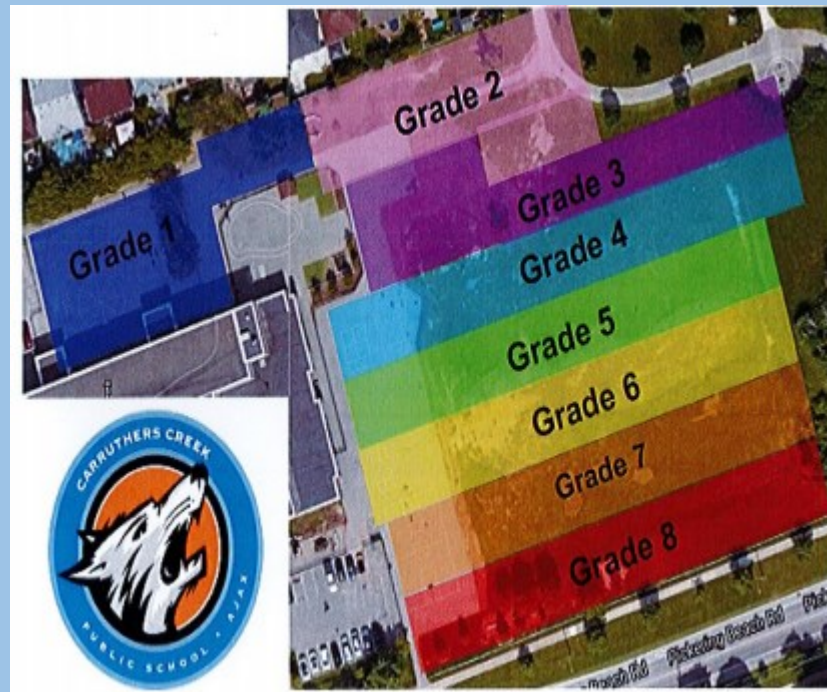 Grade 2
Grade 1
Grade 3
Grade 4
Grade 5
Grade 6
Grade 7
Grade 8
CARRUTHERS CREEK
PUBLIC SCHOOL • AJAX
Beach Rd
Pickering Beach Rd